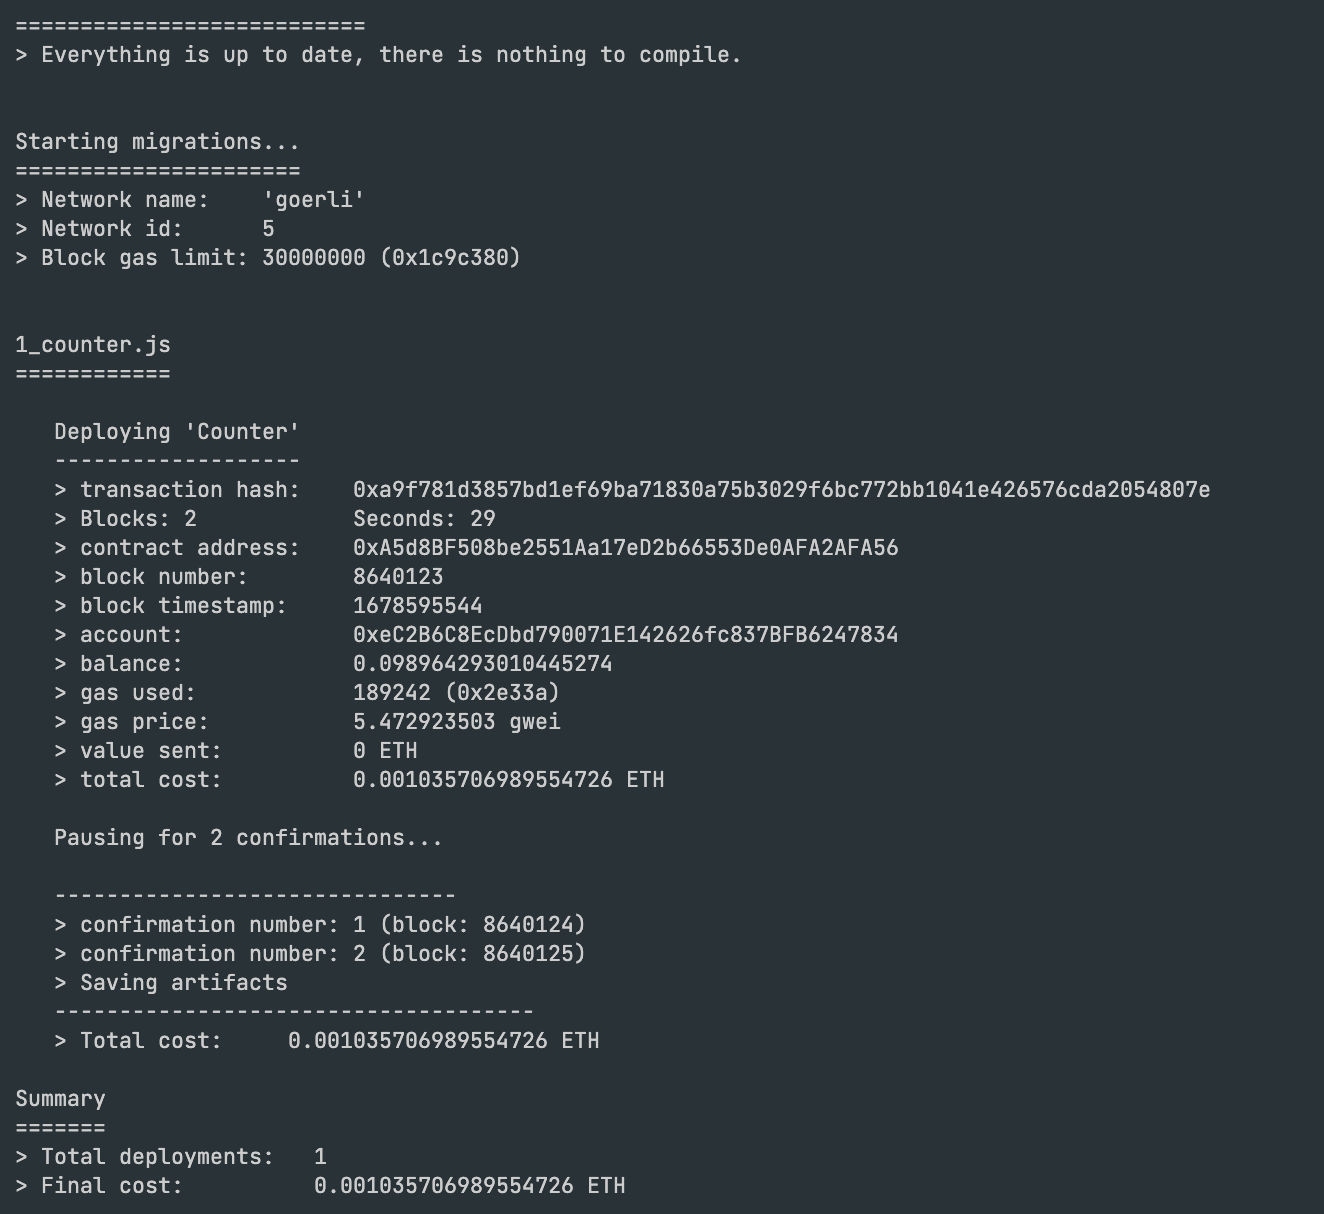 ===========================
> Everything is up to date, there is nothing to compile.
Starting migrations...
======================
> Network name:    'goerli'
> Network id:      5
> Block gas limit: 30000000 (0x1c9c380)
1_counter.js
============
   Deploying 'Counter'
   -------------------
   > transaction hash:    0xa9f781d3857bd1ef69ba71830a75b3029f6bc772bb1041e426576cda2054807e
   > Blocks: 2            Seconds: 29
   > contract address:    0xA5d8BF508be2551Aa17eD2b66553De0AFA2AFA56
   > block number:        8640123
   > block timestamp:     1678595544
   > account:             0xeC2B6C8EcDbd790071E142626fc837BFB6247834
   > balance:             0.098964293010445274
   > gas used:            189242 (0x2e33a)
   > gas price:           5.472923503 gwei
   > value sent:          0 ETH
   > total cost:          0.001035706989554726 ETH
   Pausing for 2 confirmations...
   -------------------------------
   > confirmation number: 1 (block: 8640124)
   > confirmation number: 2 (block: 8640125)
   > Saving artifacts
   -------------------------------------
   > Total cost:     0.001035706989554726 ETH
Summary
=======
> Total deployments:   1
> Final cost:          0.001035706989554726 ETH